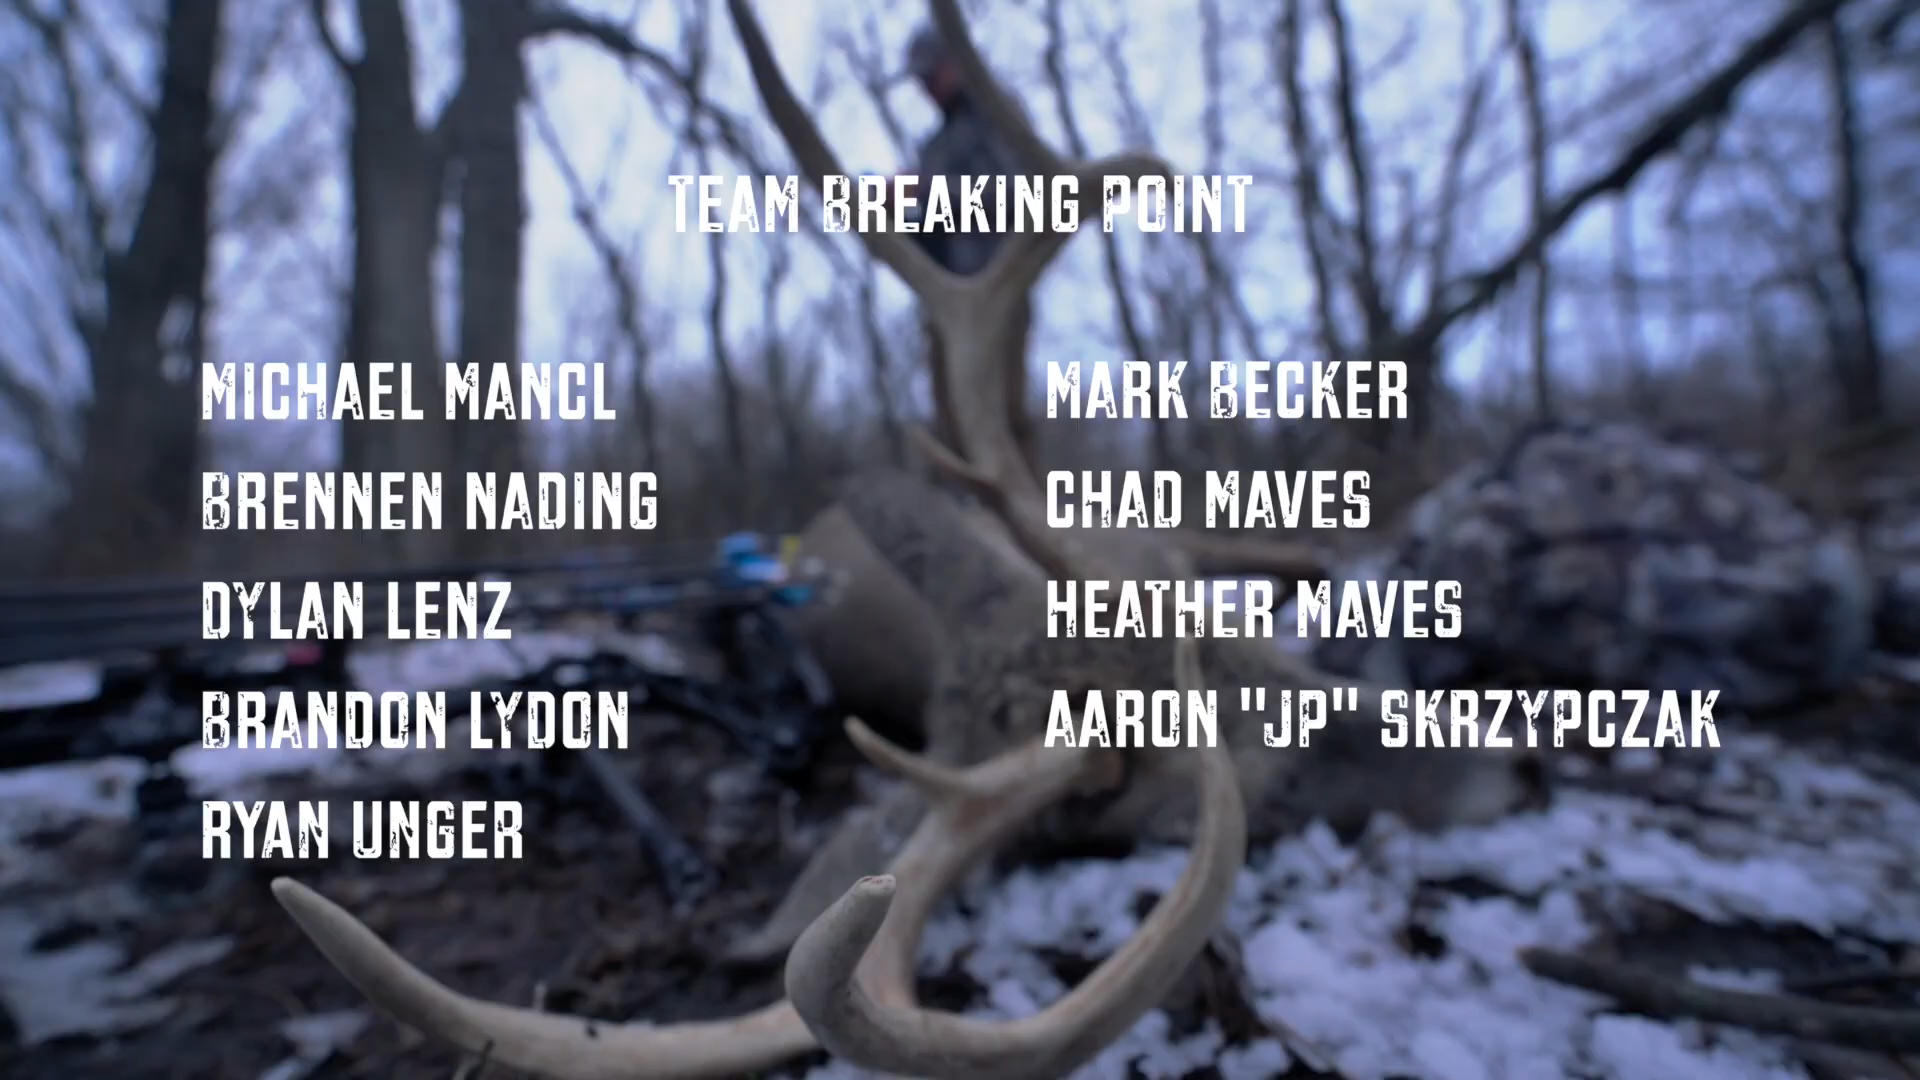 TEAM BREAKING POINT
MICHAEL MANCL
BRENNEN NADING
DYLAN LENZ
BRANDON LYDON
RYAN UNGER
MARK BECKER
CHAD MAVES
HEATHER MAVES
AARON "JP" SKRZYPCZAK